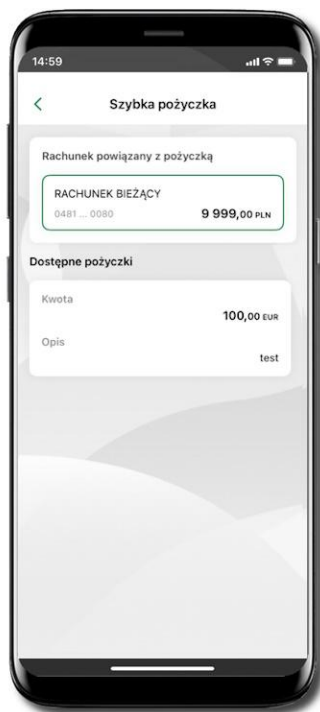 14:59
Szybka pożyczka
Rachunek powiązany z pożyczką
RACHUNEK BIEŻĄCY
0481 ... 0080 9 999,00 PLN
Dostępne pożyczki
Kwota
100,00 EUR
Opis
test